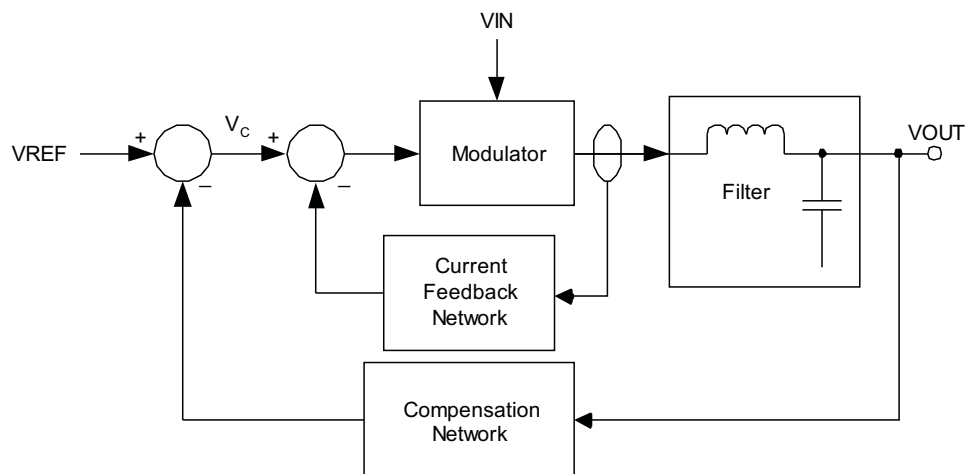 VIN
VREF
+
V_C
+
Modulator
VOUT
–
–
Filter
Current
Feedback
Network
Compensation
Network